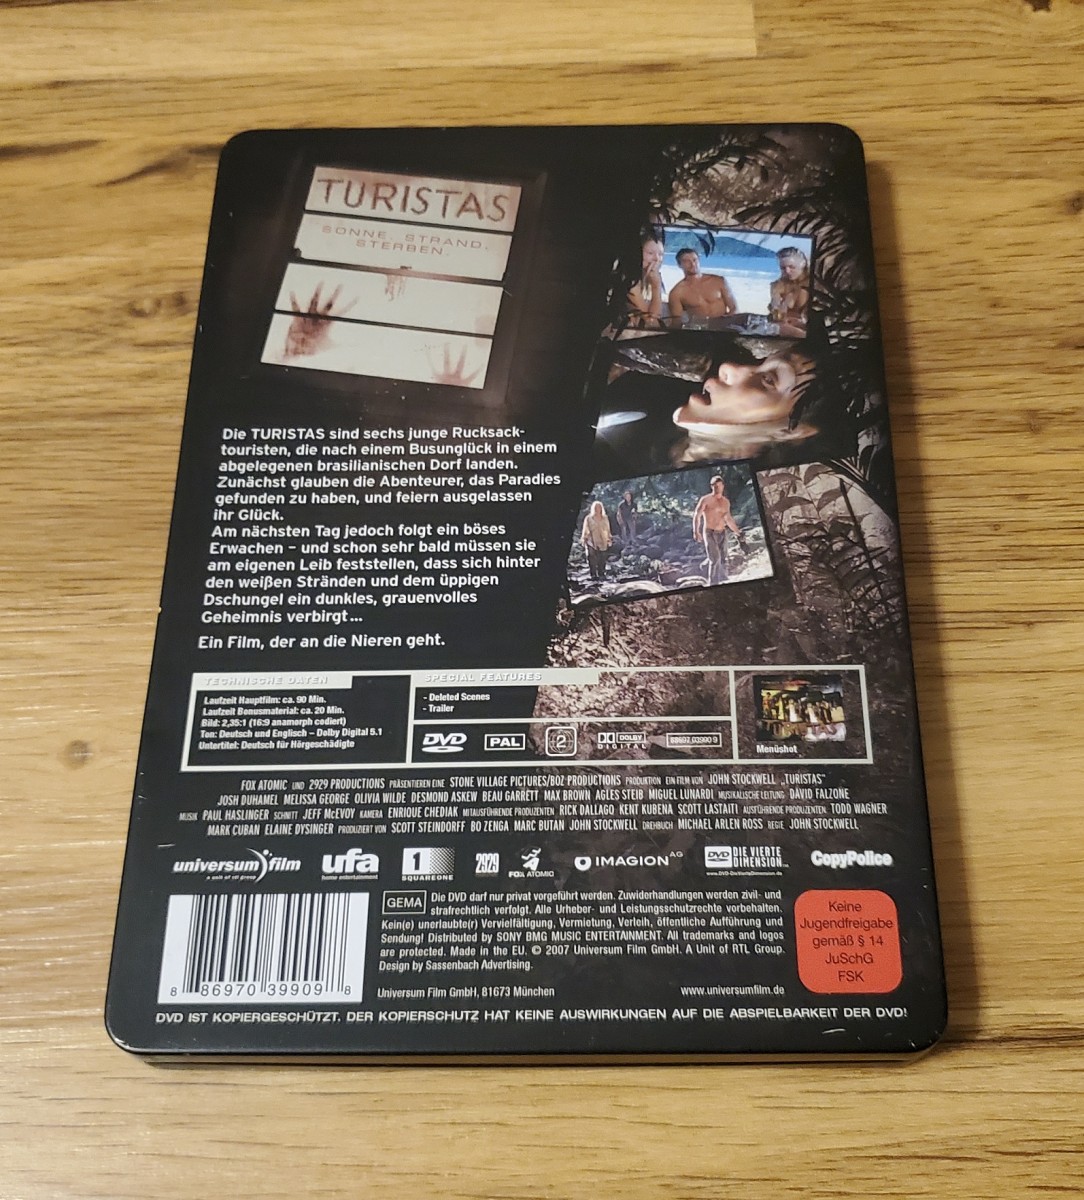 TURISTAS
SONNE. STRAND.
STERBEN.
Die TURISTAS sind sechs junge Rucksack-
touristen, die nach einem Busunglück in einem
abgelegenen brasilianischen Dorf landen.
Zunächst glauben die Abenteurer, das Paradies
gefunden zu haben, und feiern ausgelassen
ihr Glück.
Am nächsten Tag jedoch folgt ein böses
Erwachen – und schon sehr bald müssen sie
am eigenen Leib feststellen, dass sich hinter
den weißen Stränden und dem üppigen
Dschungel ein dunkles, grauenvolles
Geheimnis verbirgt...
Ein Film, der an die Nieren geht.
TECHNISCHE DATEN
Laufzeit Hauptfilm: ca. 90 Min.
Laufzeit Bonusmaterial: ca. 20 Min.
Bild: 2,35:1 (16:9 anamorph codiert)
Ton: Deutsch und Englisch – Dolby Digital 5.1
Untertitel: Deutsch für Hörgeschädigte
SPECIAL FEATURES
- Deleted Scenes
- Trailer
DVD PAL 2 DOLBY DIGITAL 88697 03990 9
Menüshot
FOX ATOMIC UND 2929 PRODUCTIONS PRÄSENTIEREN EINE STONE VILLAGE PICTURES/BOZ PRODUCTIONS PRODUKTION EIN FILM VON JOHN STOCKWELL „TURISTAS"
JOSH DUHAMEL MELISSA GEORGE OLIVIA WILDE DESMOND ASKEW BEAU GARRETT MAX BROWN AGLES STEIB MIGUEL LUNARDI MUSIKALISCHE LEITUNG DAVID FALZONE
MUSIK PAUL HASLINGER SCHNITT JEFF McEVOY KAMERA ENRIQUE CHEDIAK MITAUSFÜHRENDE PRODUZENTEN RICK DALLAGO KENT KUBENA SCOTT LASTAITI AUSFÜHRENDE PRODUZENTEN TODD WAGNER
MARK CUBAN ELAINE DYSINGER PRODUZIERT VON SCOTT STEINDORFF BO ZENGA MARC BUTAN JOHN STOCKWELL DREHBUCH MICHAEL ARLEN ROSS REGIE JOHN STOCKWELL
universum film
a unit of rtl group
ufa
home entertainment
1
SQUAREONE
2929
FOX ATOMIC
IMAGION AG
DVD DIE VIERTE DIMENSION...
www.DVD-DieVierteDimension.de
CopyPolice
GEMA
Die DVD darf nur privat vorgeführt werden. Zuwiderhandlungen werden zivil- und
strafrechtlich verfolgt. Alle Urheber- und Leistungsschutzrechte vorbehalten.
Kein(e) unerlaubte(r) Vervielfältigung, Vermietung, Verleih, öffentliche Aufführung und
Sendung! Distributed by SONY BMG MUSIC ENTERTAINMENT. All trademarks and logos
are protected. Made in the EU. © 2007 Universum Film GmbH. A Unit of RTL Group.
Design by Sassenbach Advertising.
Universum Film GmbH, 81673 München
www.universumfilm.de
Keine
Jugendfreigabe
gemäß § 14
JuSchG
FSK
8 86970 39909 8
DVD IST KOPIERGESCHÜTZT. DER KOPIERSCHUTZ HAT KEINE AUSWIRKUNGEN AUF DIE ABSPIELBARKEIT DER DVD!